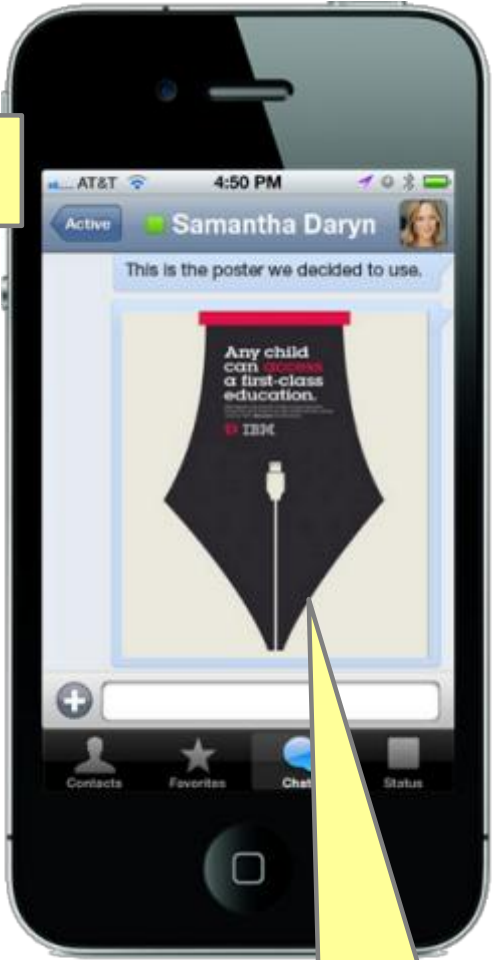 AT&T 4:50 PM
Active Samantha Daryn
This is the poster we decided to use.
Any child
can access
a first-class
education.
IBM
Contacts Favorites Chat Status